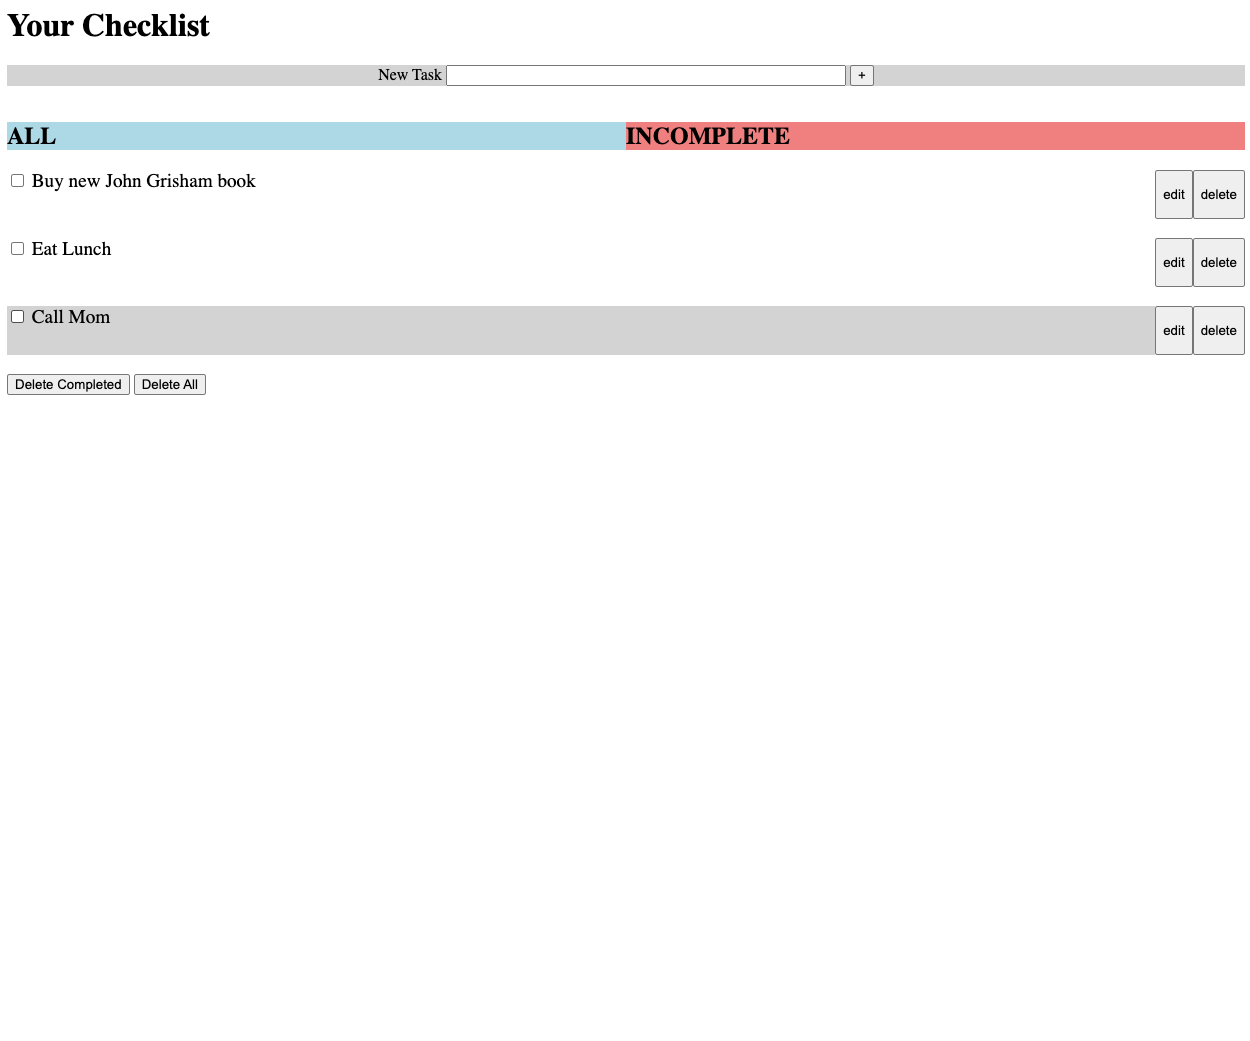 Your Checklist
New Task +
ALL INCOMPLETE
Buy new John Grisham book edit delete
Eat Lunch edit delete
Call Mom edit delete
Delete Completed Delete All